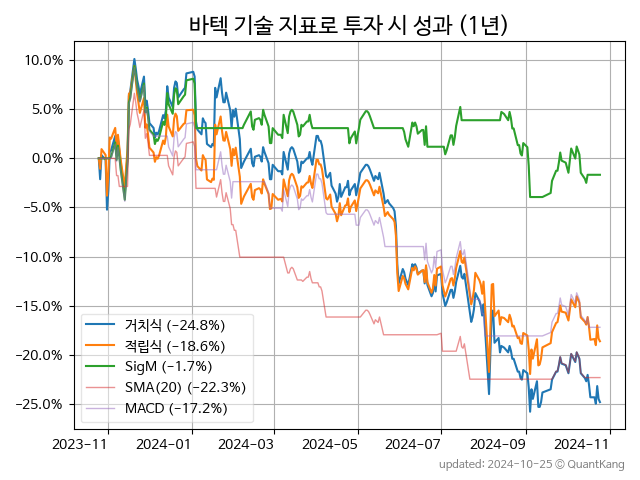 바텍 기술 지표로 투자 시 성과 (1년)
10.0%
5.0%
0.0%
−5.0%
−10.0%
−15.0%
−20.0%
−25.0%
거치식 (−24.8%)
적립식 (−18.6%)
SigM (−1.7%)
SMA(20) (−22.3%)
MACD (−17.2%)
2023−11
2024−01
2024−03
2024−05
2024−07
2024−09
2024−11
updated: 2024-10-25 © QuantKang